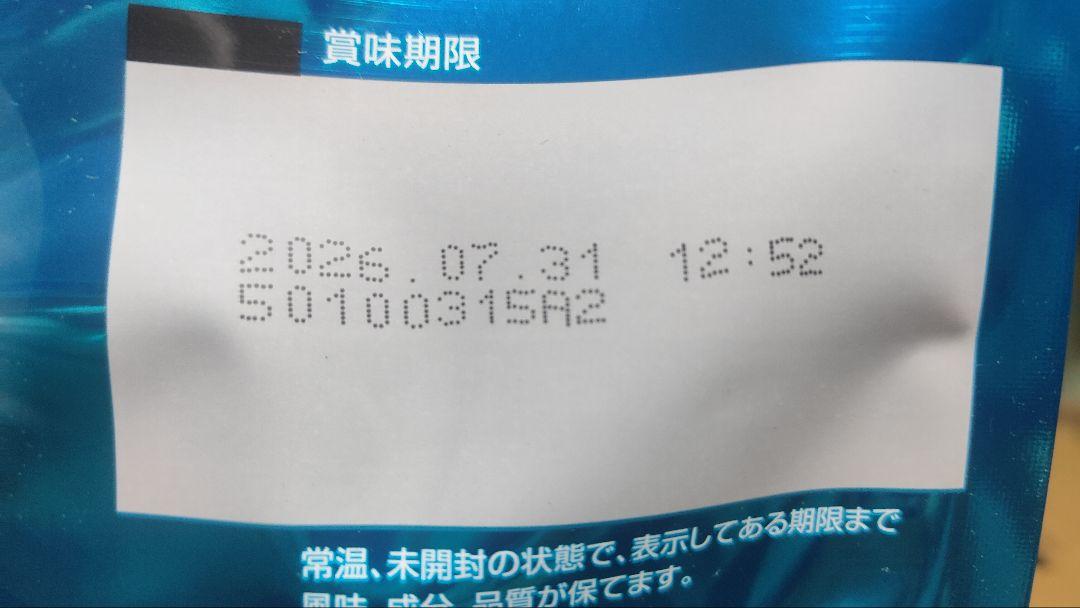 賞味期限
2026.07.31 12:52
50100315A2
常温、未開封の状態で、表示してある期限まで
風味、成分、品質が保てます。